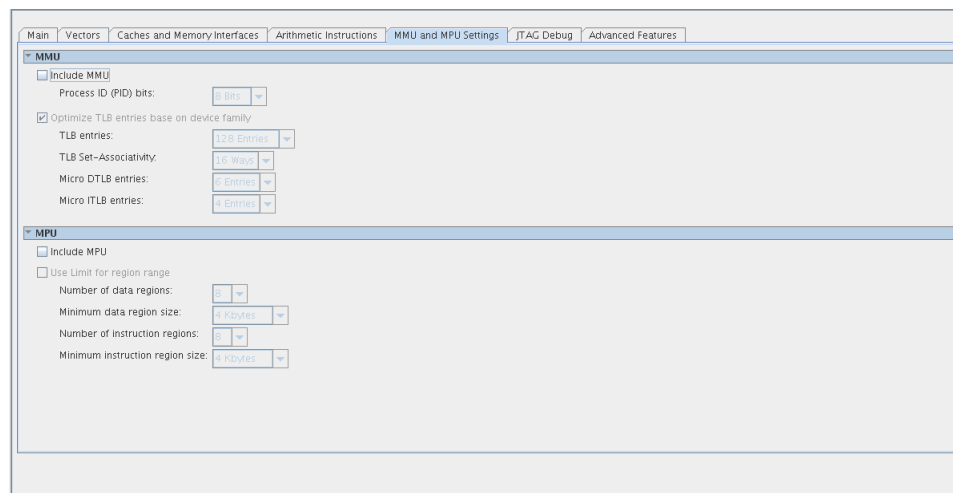 Main Vectors Caches and Memory Interfaces Arithmetic Instructions MMU and MPU Settings JTAG Debug Advanced Features
MMU
Include MMU
Process ID (PID) bits: 8 Bits
Optimize TLB entries base on device family
TLB entries: 128 Entries
TLB Set-Associativity: 16 Ways
Micro DTLB entries: 6 Entries
Micro ITLB entries: 4 Entries
MPU
Include MPU
Use Limit for region range
Number of data regions: 8
Minimum data region size: 4 Kbytes
Number of instruction regions: 8
Minimum instruction region size: 4 Kbytes